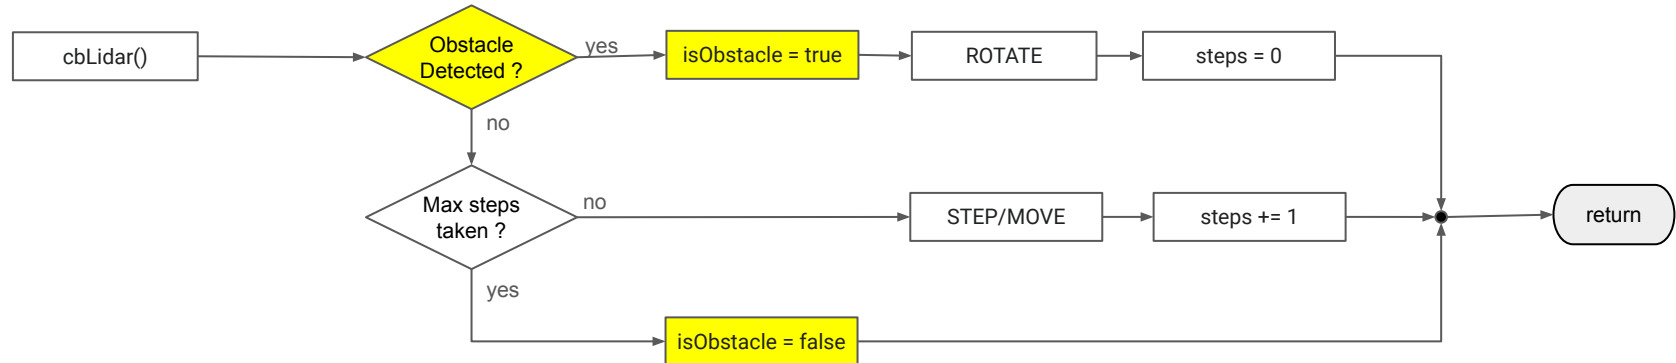 cbLidar()
Obstacle
Detected ?
yes
isObstacle = true
ROTATE
steps = 0
no
Max steps
taken ?
no
STEP/MOVE
steps += 1
return
yes
isObstacle = false